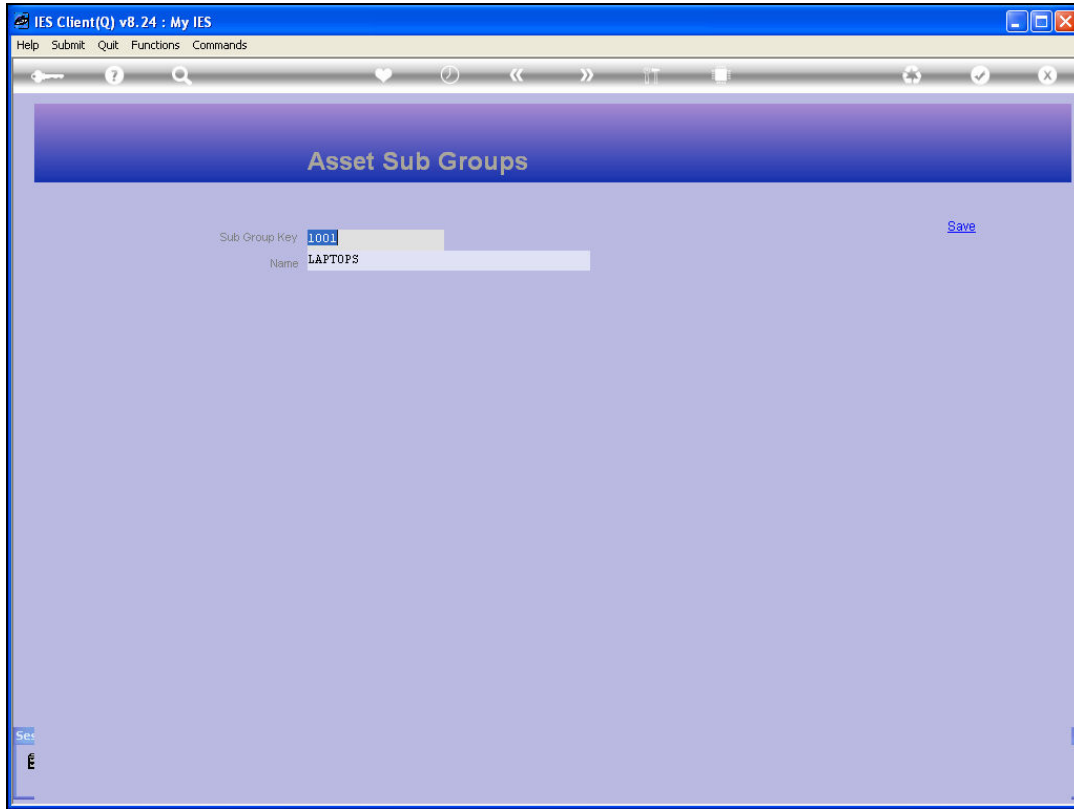 IES Client(Q) v8.24 : My IES
Help Submit Quit Functions Commands
Asset Sub Groups
Save
Sub Group Key 1001
Name LAPTOPS
Ses